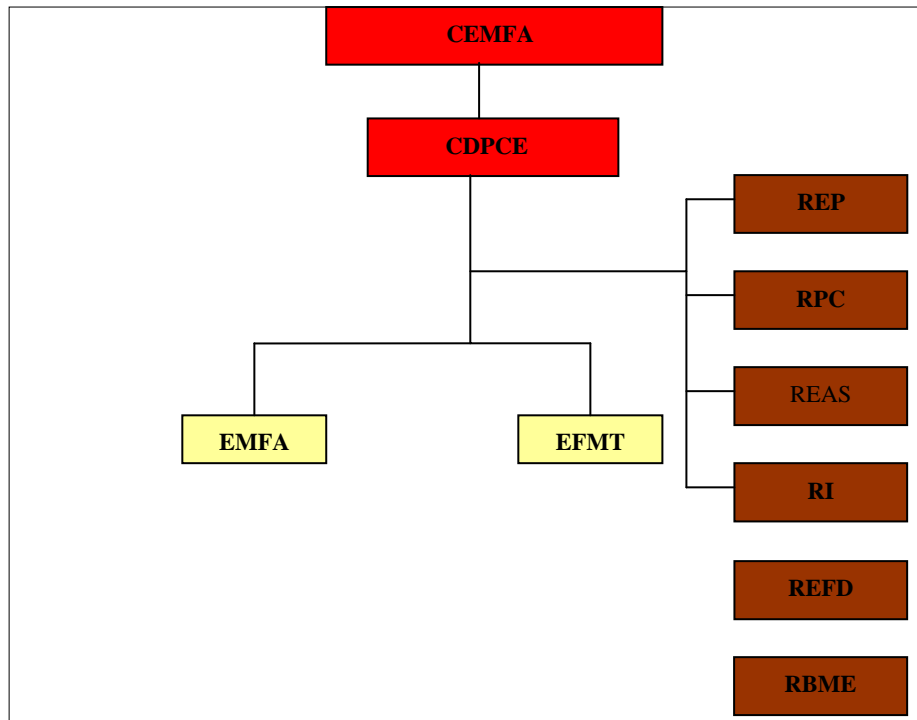 CEMFA
CDPCE
REP
RPC
REAS
EMFA
EFMT
RI
REFD
RBME